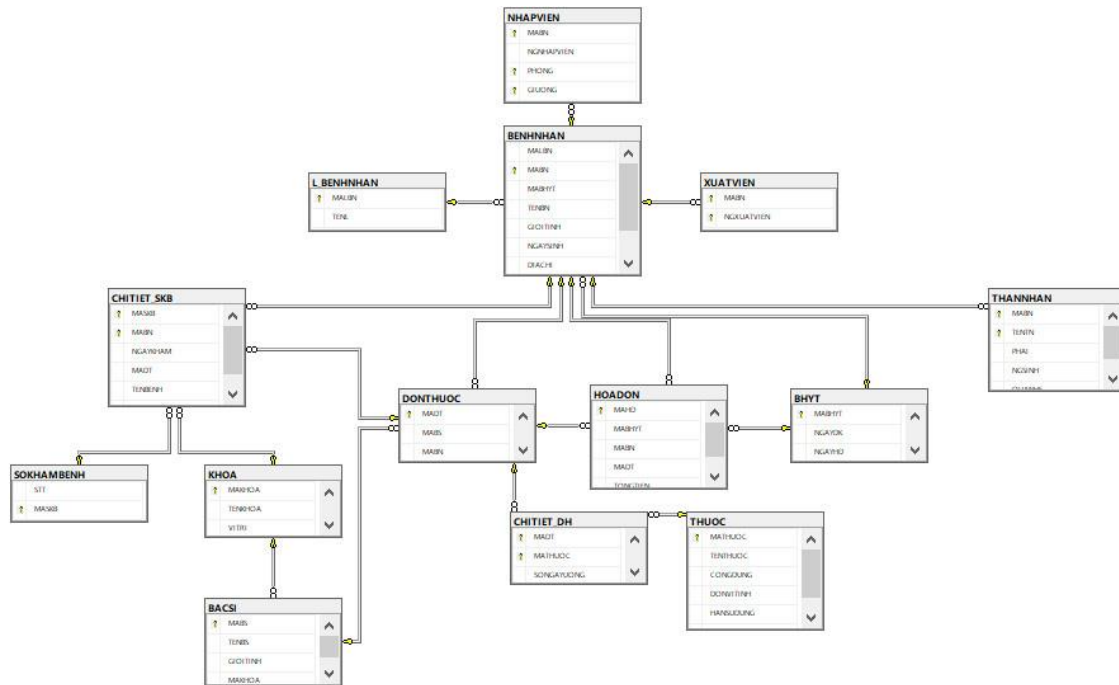 NHAPVIEN
MABN
NGNHAPVIEN
PHONG
GIUONG
BENHNHAN
MALBN
MABN
MABHYT
TENBN
GIOITINH
NGAYSINH
DIACHI
L_BENHNHAN
MALBN
TENL
XUATVIEN
MABN
NGXUATVIEN
CHITIET_SKB
MASKB
MABN
NGAYKHAM
MADT
TENBENH
THANNHAN
MABN
TENTN
PHAI
NGSINH
DONTHUOC
MADT
MABS
MABN
HOADON
MAHD
MABHYT
MABN
MADT
TONGTIEN
BHYT
MABHYT
NGAYDK
NGAYHD
SOKHAMBENH
STT
MASKB
KHOA
MAKHOA
TENKHOA
VITRI
CHITIET_DH
MADT
MATHUOC
SONGAYUONG
THUOC
MATHUOC
TENTHUOC
CONGDUNG
DONVITINH
HANSUDUNG
BACSI
MABS
TENBS
GIOITINH
MAKHOA